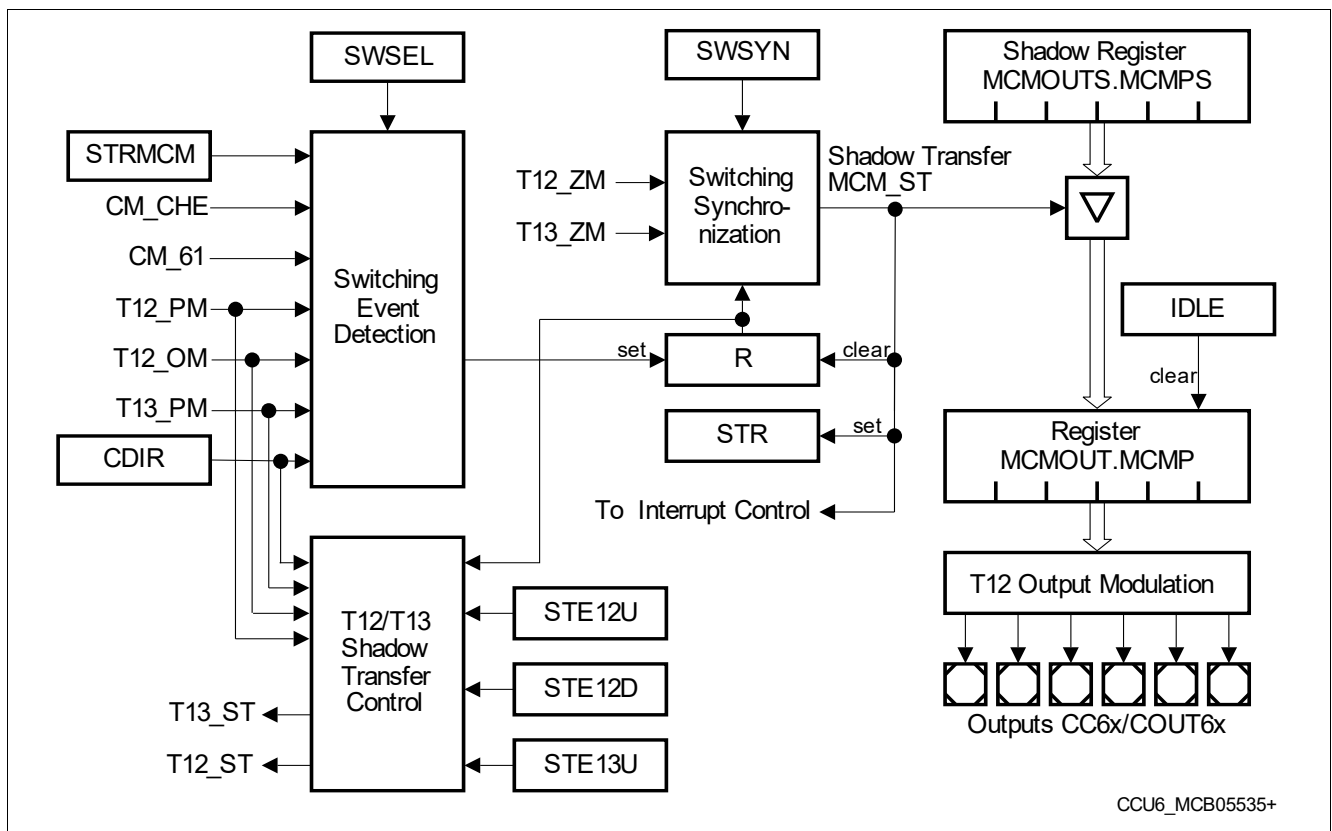 SWSEL
SWSYN
Shadow Register
MCMOUTS.MCMPS
STRMCM
CM_CHE
CM_61
T12_PM
T12_OM
T13_PM
CDIR
Switching
Event
Detection
T12_ZM
T13_ZM
Switching
Synchro-
nization
Shadow Transfer
MCM_ST
IDLE
clear
set
R
clear
STR
set
To Interrupt Control
Register
MCMOUT.MCMP
T12 Output Modulation
Outputs CC6x/COUT6x
T12/T13
Shadow
Transfer
Control
STE12U
STE12D
STE13U
T13_ST
T12_ST
CCU6_MCB05535+